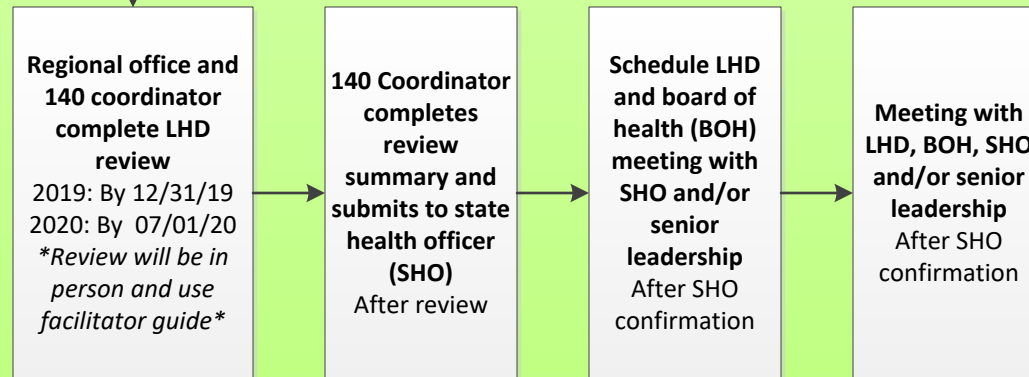 Regional office and
140 coordinator
complete LHD
review
2019: By 12/31/19
2020: By 07/01/20
*Review will be in
person and use
facilitator guide*
140 Coordinator
completes
review
summary and
submits to state
health officer
(SHO)
After review
Schedule LHD
and board of
health (BOH)
meeting with
SHO and/or
senior
leadership
After SHO
confirmation
Meeting with
LHD, BOH, SHO
and/or senior
leadership
After SHO
confirmation